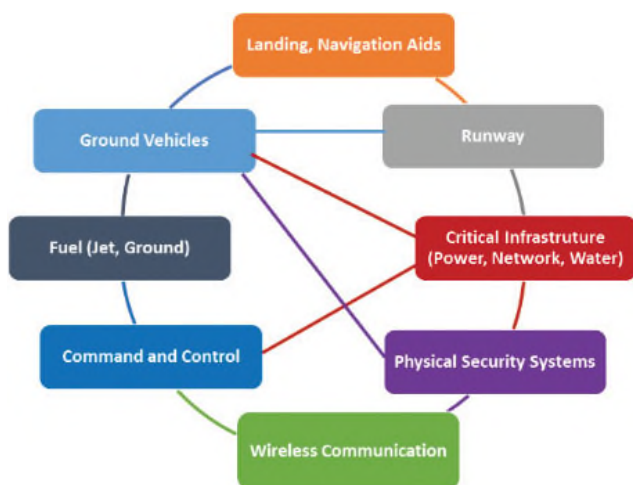 Landing, Navigation Aids
Ground Vehicles
Runway
Fuel (Jet, Ground)
Critical Infrastruture
(Power, Network, Water)
Command and Control
Physical Security Systems
Wireless Communication